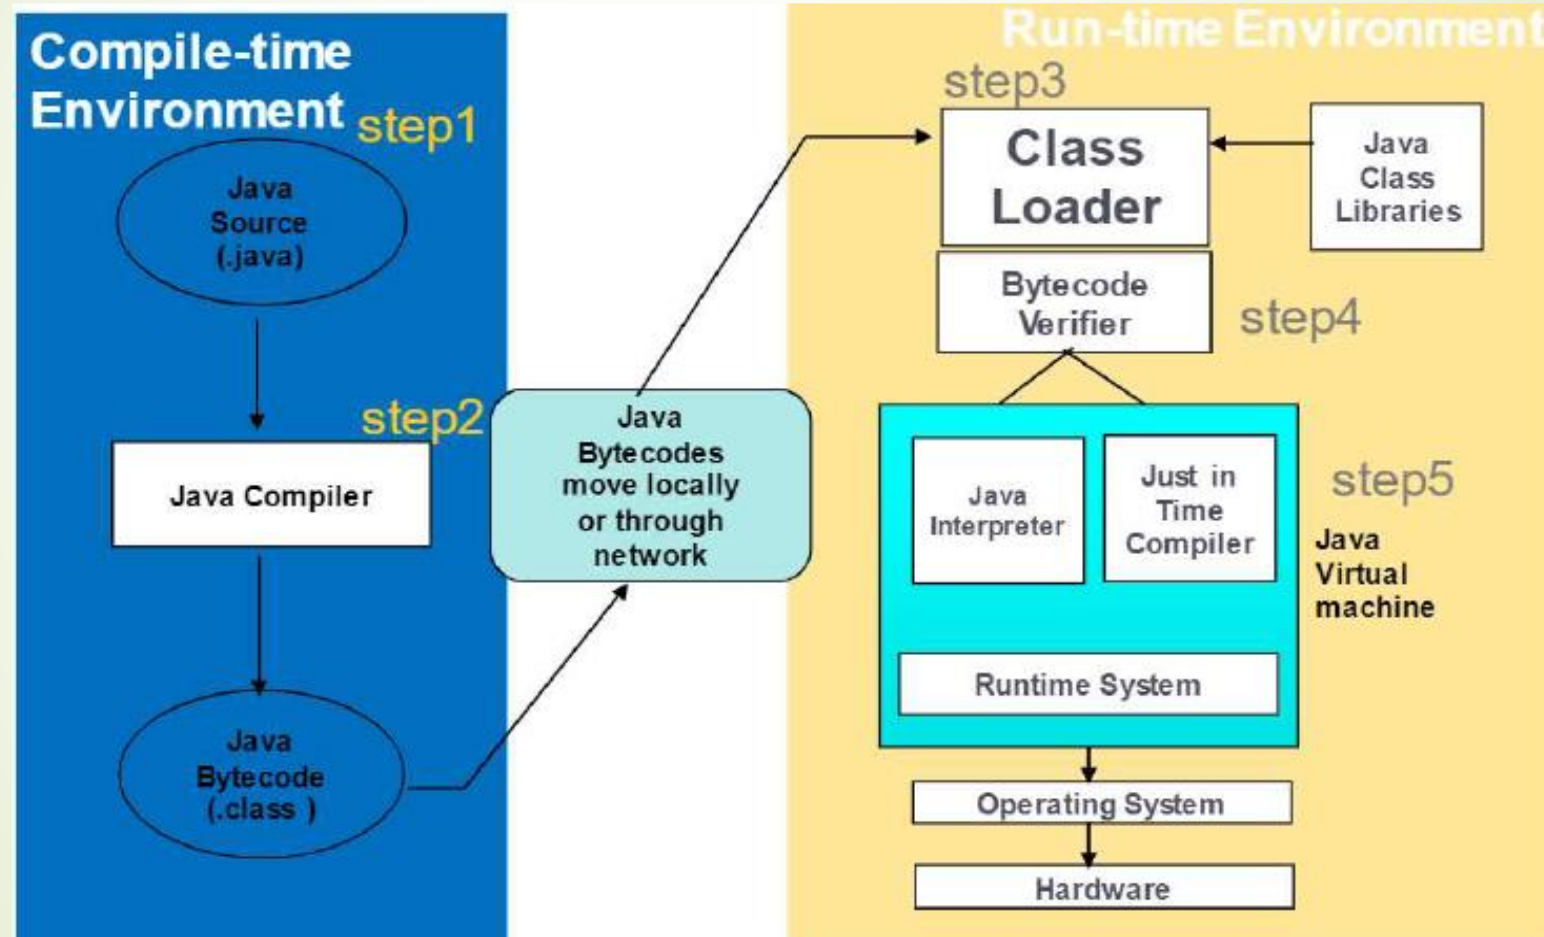 Compile-time
Environment
step1
Java
Source
(.java)
step2
Java Compiler
Java
Bytecode
(.class )
Java
Bytecodes
move locally
or through
network
Run-time Environment
step3
Class
Loader
Java
Class
Libraries
Bytecode
Verifier
step4
Java
Interpreter
Just in
Time
Compiler
step5
Java
Virtual
machine
Runtime System
Operating System
Hardware